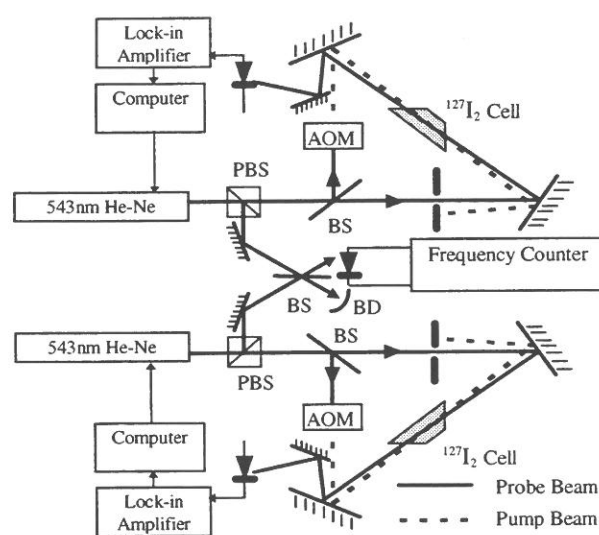 Lock-in
Amplifier
Computer
543nm He-Ne
PBS
AOM
BS
¹²⁷I₂ Cell
Frequency Counter
BS
BD
543nm He-Ne
PBS
BS
AOM
Computer
Lock-in
Amplifier
¹²⁷I₂ Cell
Probe Beam
Pump Beam